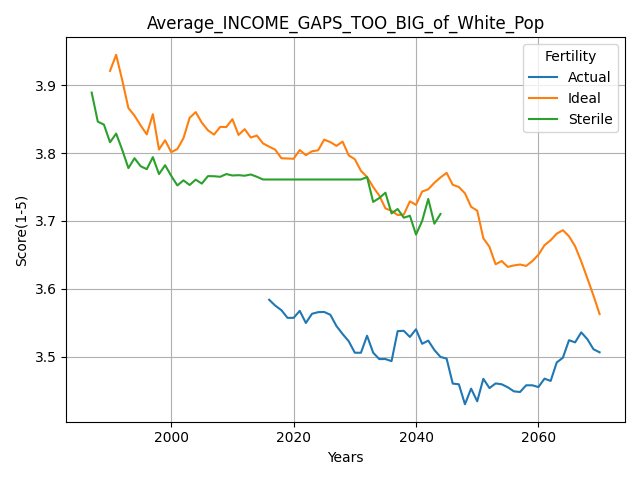 Average_INCOME_GAPS_TOO_BIG_of_White_Pop
Fertility
Actual
Ideal
Sterile
Score(1-5)
3.9
3.8
3.7
3.6
3.5
2000 2020 2040 2060
Years